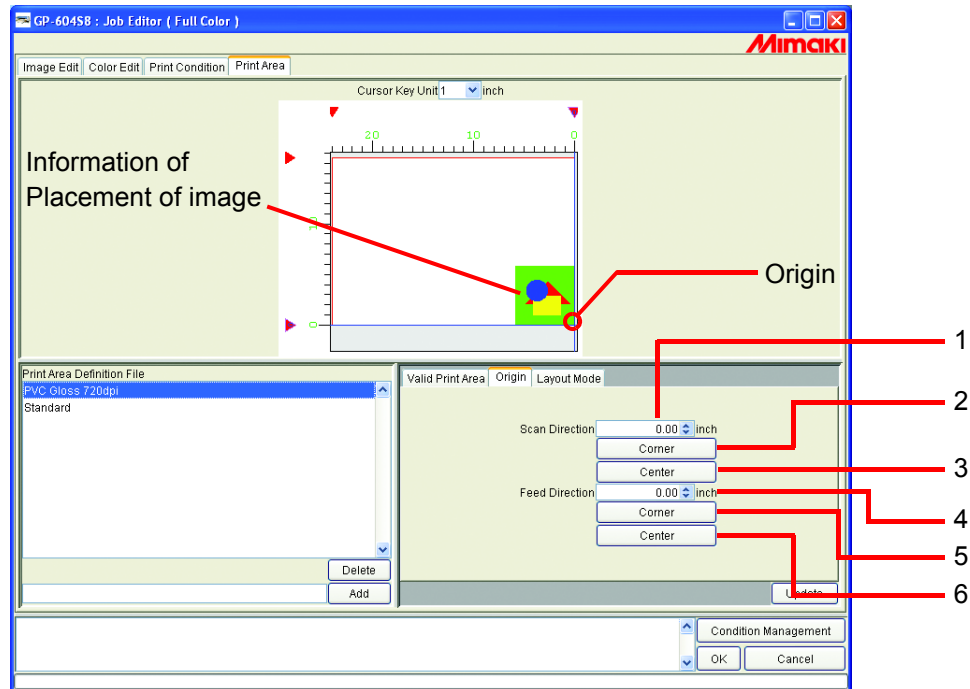 GP-604S8 : Job Editor ( Full Color )
Mimaki
Image Edit Color Edit Print Condition Print Area
Cursor Key Unit 1 inch
20 10 0
Information of
Placement of image
10
Origin
0
1
Print Area Definition File
Valid Print Area Origin Layout Mode
PVC Gloss 720dpi
Standard
2
Scan Direction 0.00 inch
Corner
Center
3
Feed Direction 0.00 inch
4
Corner
5
Center
6
Delete
Add
Update
Condition Management
OK Cancel